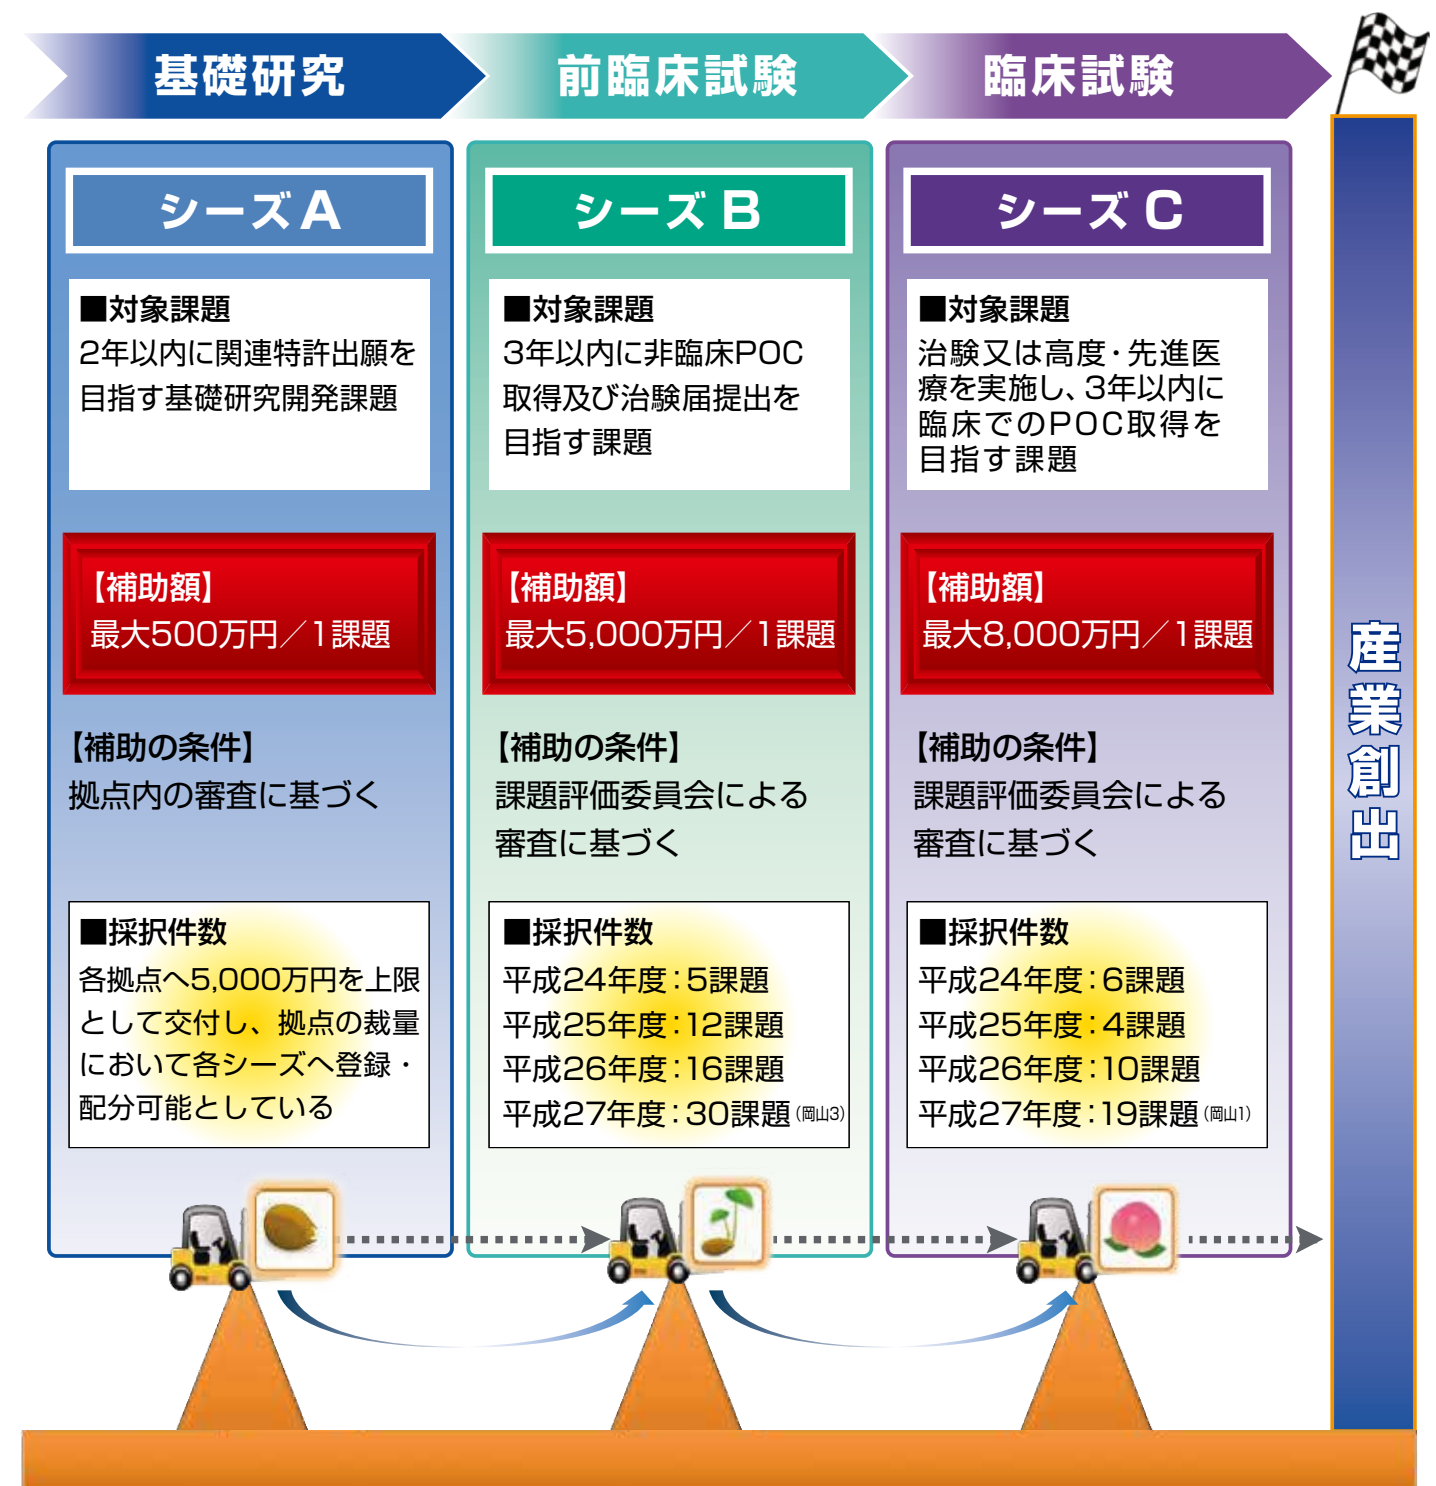 基礎研究
前臨床試験
臨床試験
シーズA
■対象課題
2年以内に関連特許出願を
目指す基礎研究開発課題
【補助額】
最大500万円／1課題
【補助の条件】
拠点内の審査に基づく
■採択件数
各拠点へ5,000万円を上限
として交付し、拠点の裁量
において各シーズへ登録・
配分可能としている
シーズB
■対象課題
3年以内に非臨床POC
取得及び治験届提出を
目指す課題
【補助額】
最大5,000万円／1課題
【補助の条件】
課題評価委員会による
審査に基づく
■採択件数
平成24年度：5課題
平成25年度：12課題
平成26年度：16課題
平成27年度：30課題（岡山3）
シーズC
■対象課題
治験又は高度・先進医
療を実施し、3年以内に
臨床でのPOC取得を
目指す課題
【補助額】
最大8,000万円／1課題
【補助の条件】
課題評価委員会による
審査に基づく
■採択件数
平成24年度：6課題
平成25年度：4課題
平成26年度：10課題
平成27年度：19課題（岡山1）
産業創出